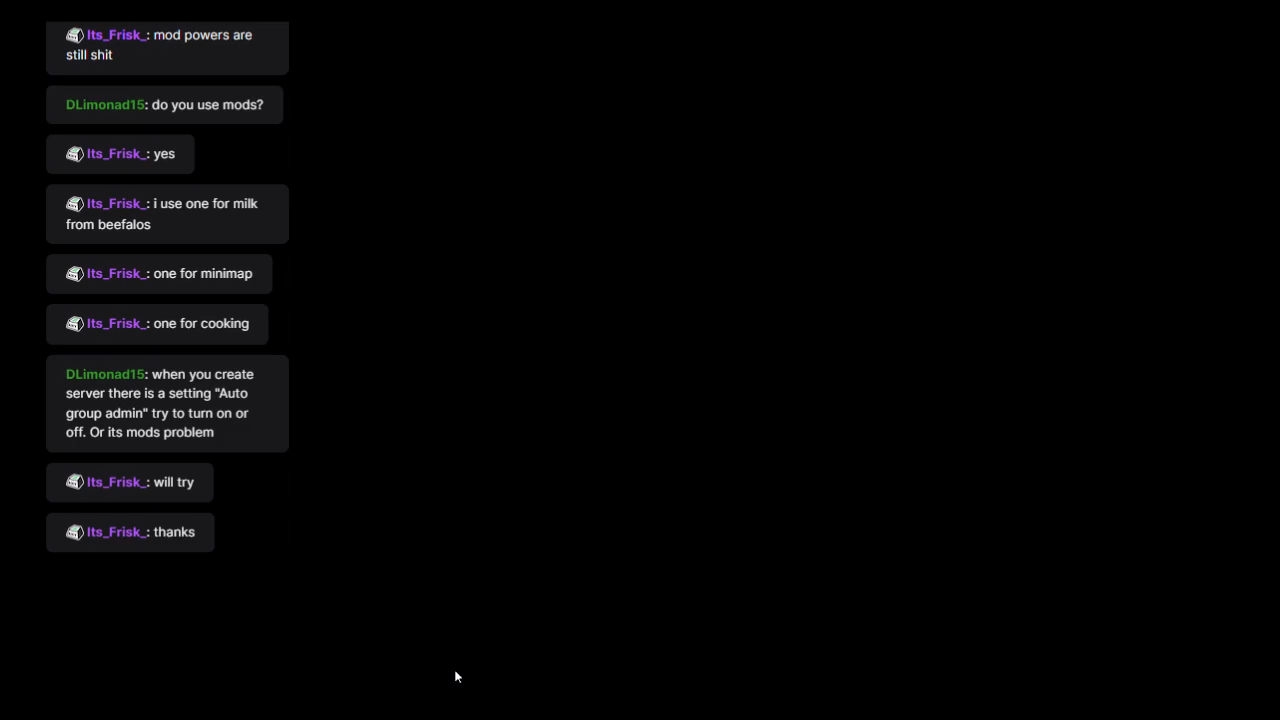 Its_Frisk_: mod powers are
still shit
DLimonad15: do you use mods?
Its_Frisk_: yes
Its_Frisk_: i use one for milk
from beefalos
Its_Frisk_: one for minimap
Its_Frisk_: one for cooking
DLimonad15: when you create
server there is a setting "Auto
group admin" try to turn on or
off. Or its mods problem
Its_Frisk_: will try
Its_Frisk_: thanks